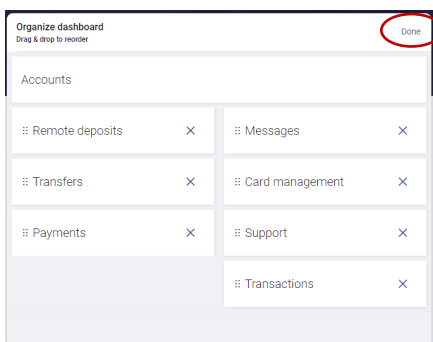 Organize dashboard
Drag & drop to reorder
Done
Accounts
Remote deposits
Messages
Transfers
Card management
Payments
Support
Transactions